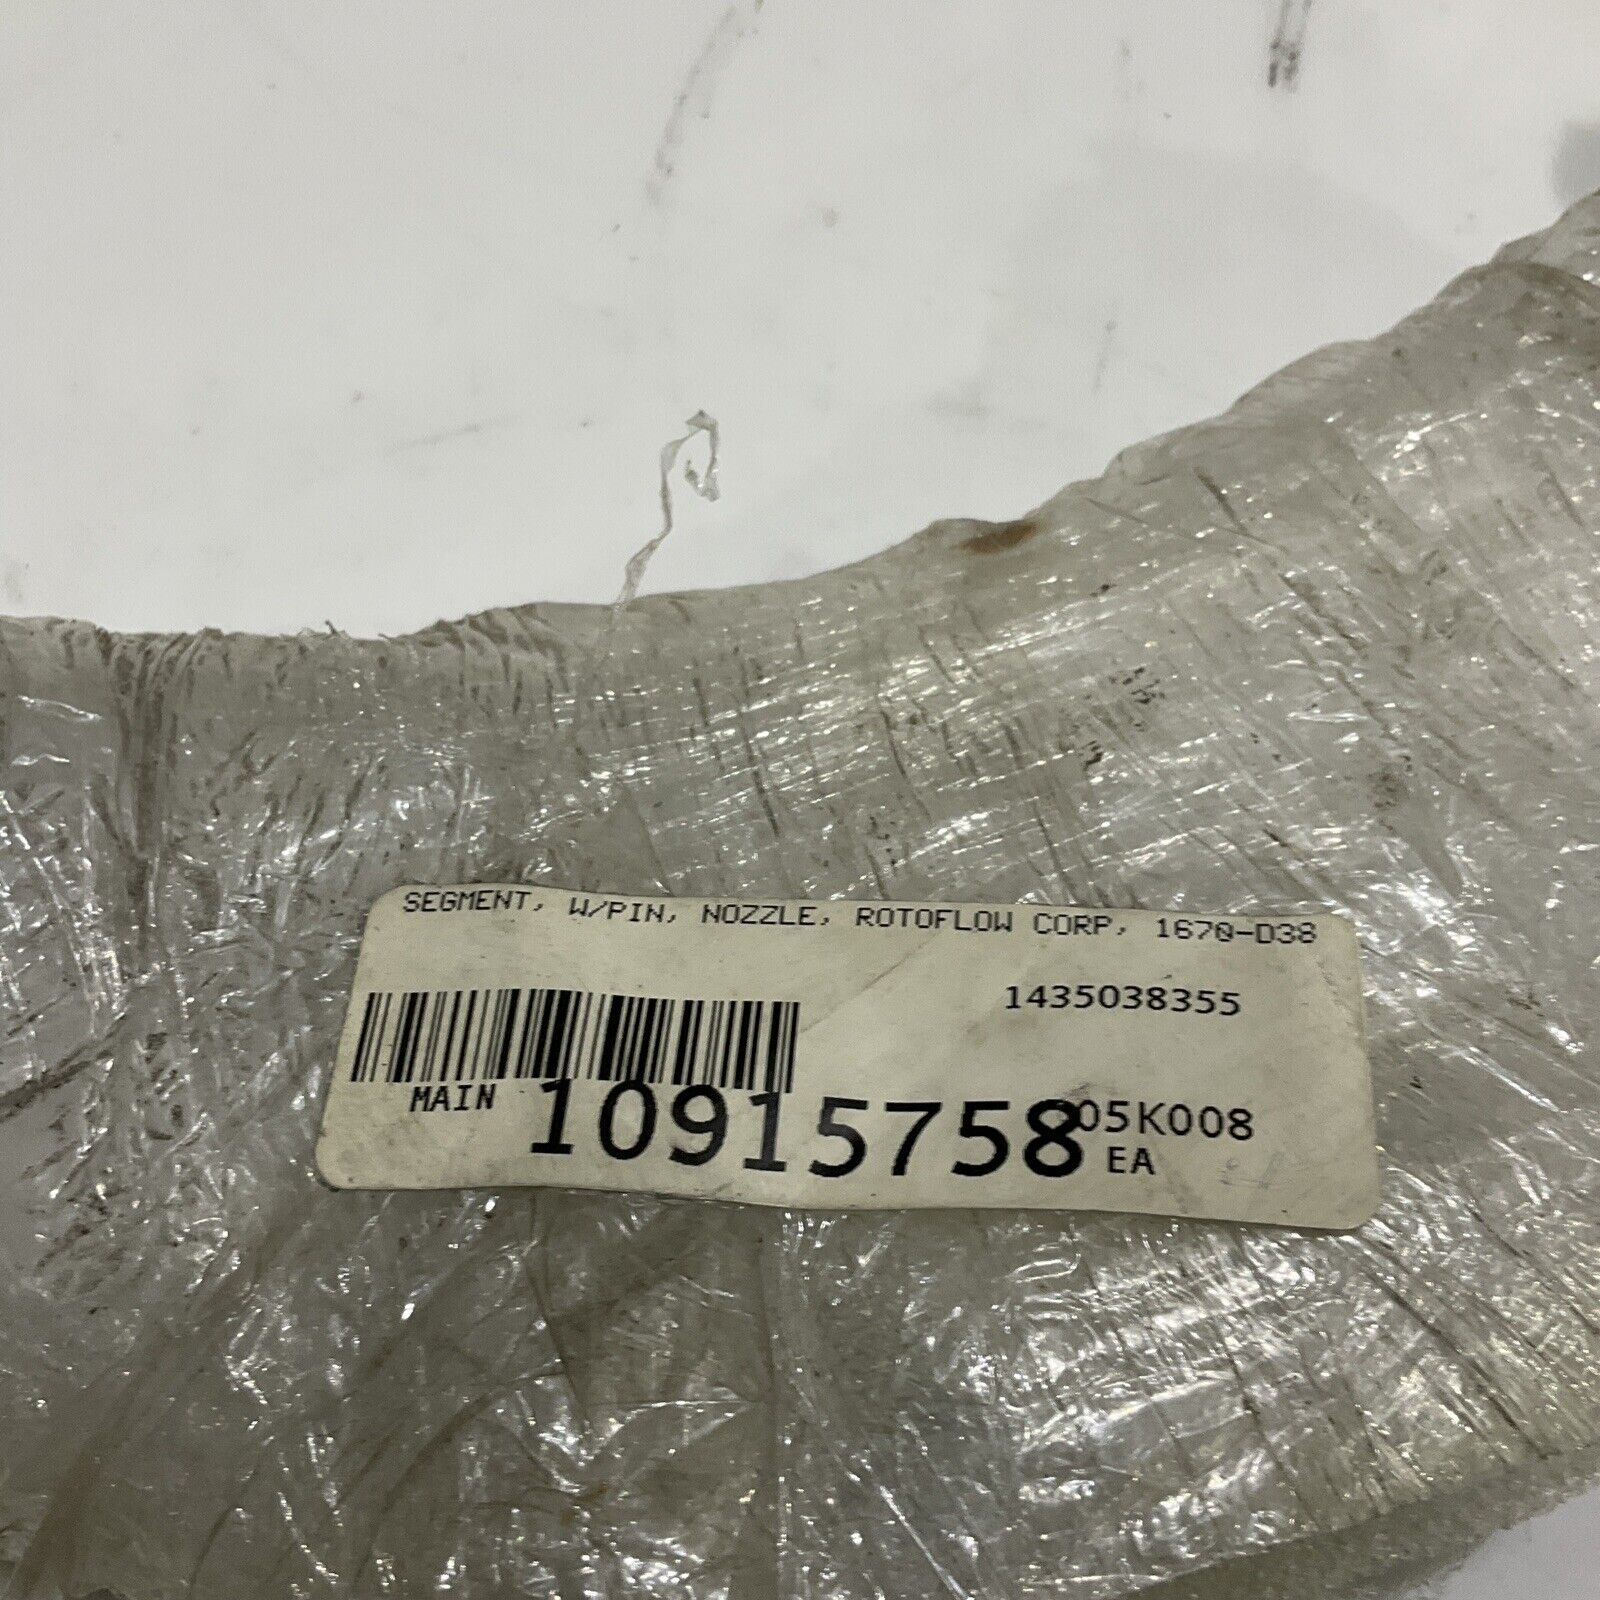 SEGMENT, W/PIN, NOZZLE, ROTOFLOW CORP, 1670-D38
1435038355
MAIN 10915758 05K008
EA